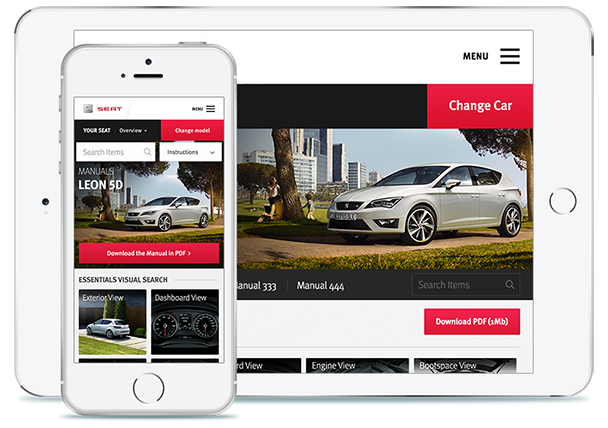 SEAT
MENU
YOUR SEAT
Overview
Change model
Search Items
Instructions
MANUALS
LEON 5D
Download the Manual in PDF >
ESSENTIALS VISUAL SEARCH
Exterior View
Dashboard View
MENU
Change Car
Manual 333
Manual 444
Search Items
Download PDF (1Mb)
rd View
Engine View
Bootspace View